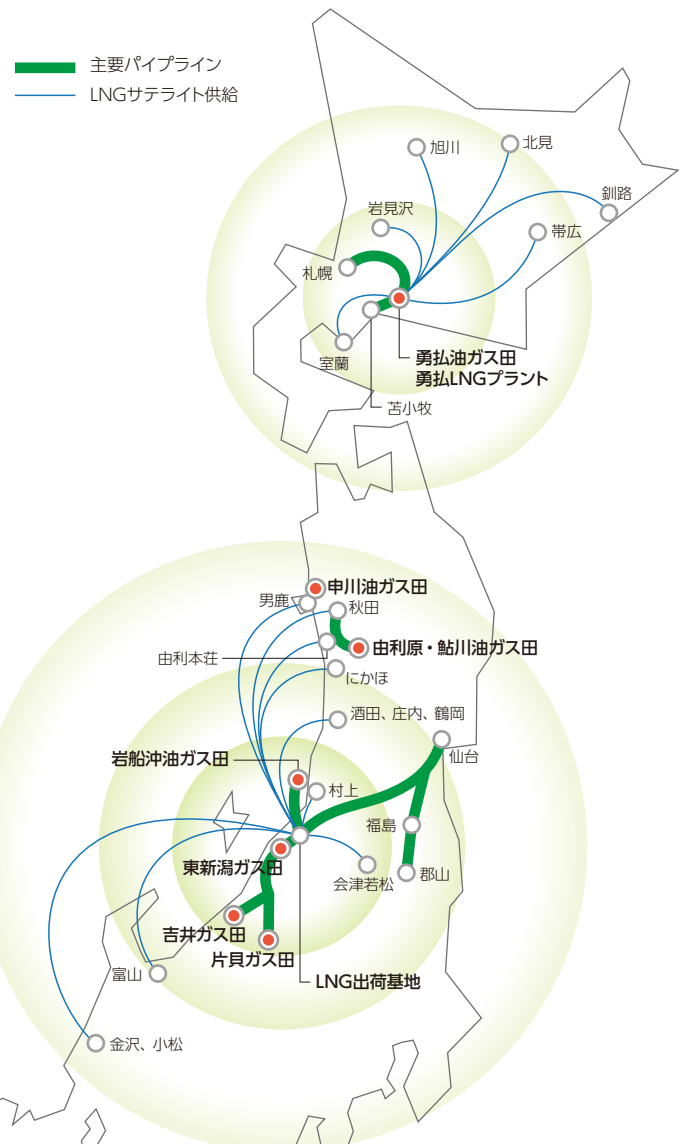 主要パイプライン
LNGサテライト供給
旭川
北見
釧路
岩見沢
帯広
札幌
室蘭
勇払油ガス田
勇払LNGプラント
苫小牧
申川油ガス田
男鹿
秋田
由利原・鮎川油ガス田
由利本荘
にかほ
酒田、庄内、鶴岡
仙台
岩船沖油ガス田
村上
福島
東新潟ガス田
会津若松
郡山
吉井ガス田
片貝ガス田
富山
LNG出荷基地
金沢、小松